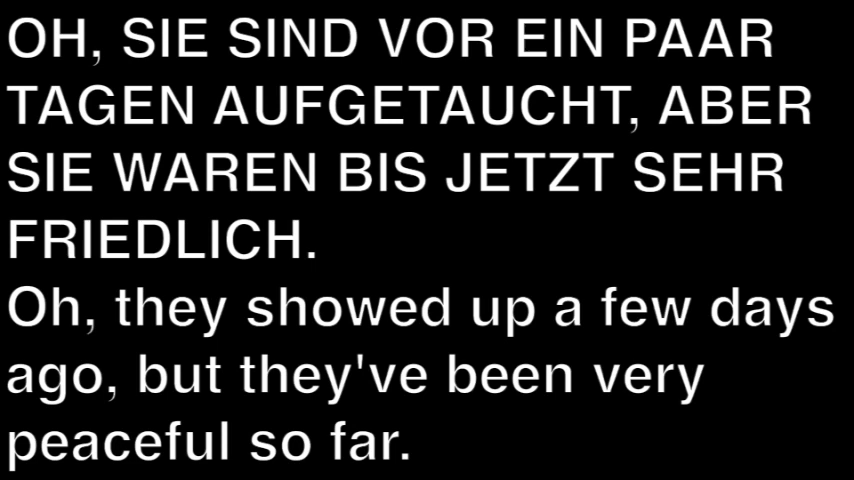 OH, SIE SIND VOR EIN PAAR
TAGEN AUFGETAUCHT, ABER
SIE WAREN BIS JETZT SEHR
FRIEDLICH.
Oh, they showed up a few days
ago, but they've been very
peaceful so far.